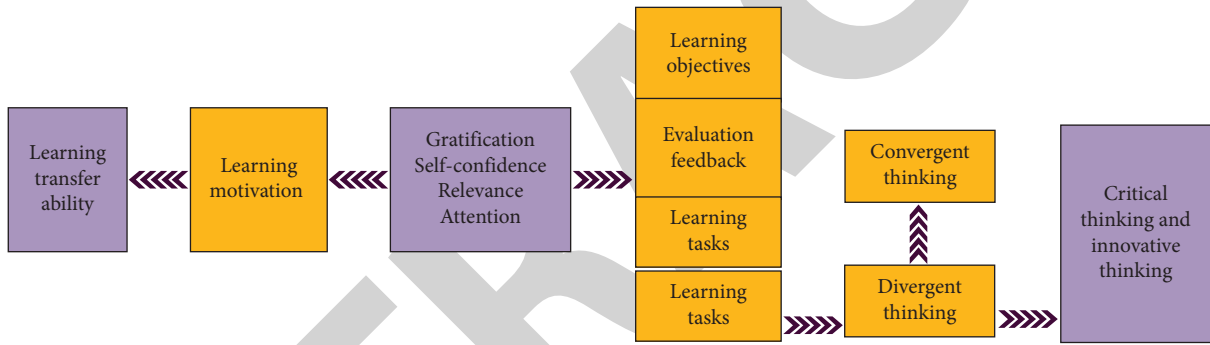 Learning
transfer
ability
Learning
motivation
Gratification
Self-confidence
Relevance
Attention
Learning
objectives
Evaluation
feedback
Learning
tasks
Learning
tasks
Convergent
thinking
Divergent
thinking
Critical
thinking and
innovative
thinking